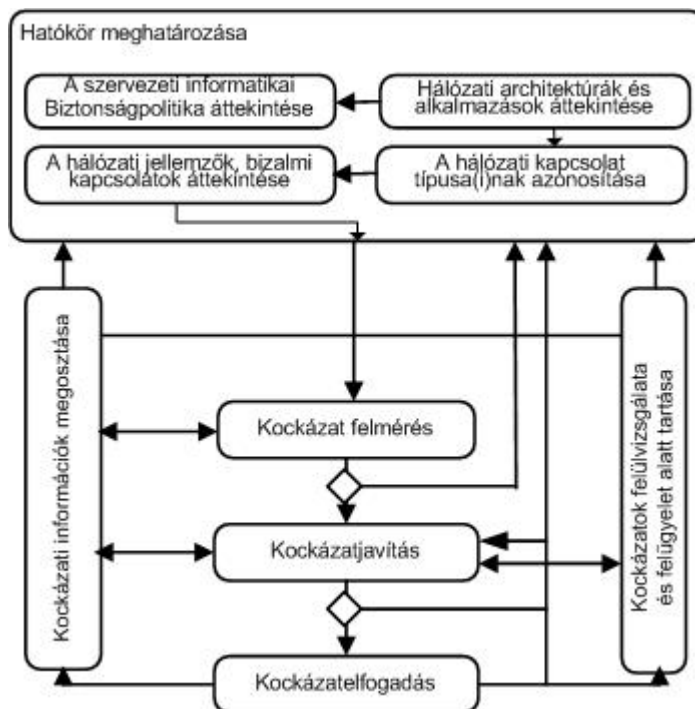 Hatókör meghatározása
A szervezeti informatikai
Biztonságpolitika áttekintése
Hálózati architektúrák és
alkalmazások áttekintése
A hálózati jellemzők, bizalmi
kapcsolatok áttekintése
A hálózati kapcsolat
típusa(i)nak azonosítása
Kockázati információk megosztása
Kockázat felmérés
Kockázatjavítás
Kockázatelfogadás
Kockázatok felülvizsgálata
és felügyelet alatt tartása